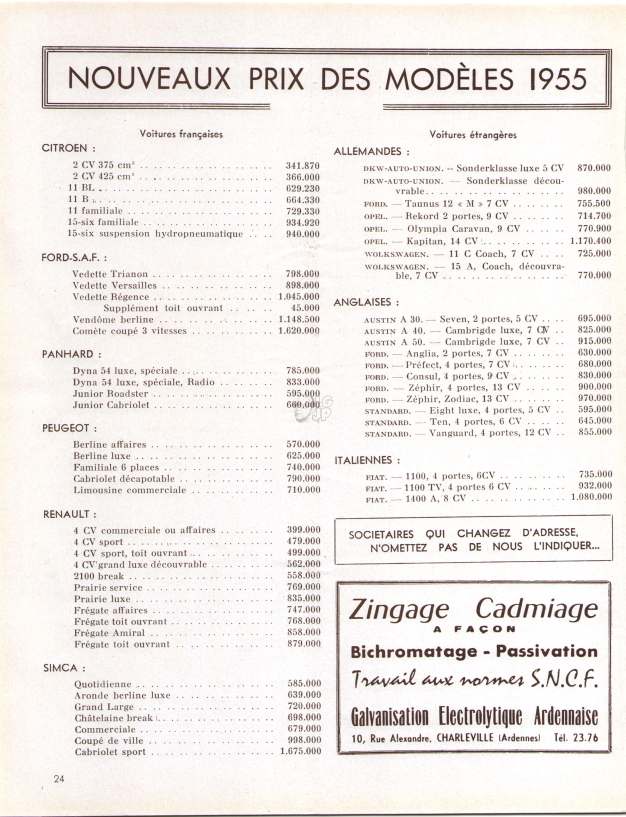 NOUVEAUX PRIX DES MODÈLES 1955
Voitures françaises
CITROEN :
2 CV 375 cm³ . . . . . . . . . . 341.870
2 CV 425 cm³ . . . . . . . . . . 366.000
11 BL . . . . . . . . . . 629.230
11 B . . . . . . . . . . 664.330
11 familiale . . . . . . . . . . 729.330
15-six familiale . . . . . . . . . . 934.920
15-six suspension hydropneumatique . . . . 940.000
FORD-S.A.F. :
Vedette Trianon . . . . . . . . . . 798.000
Vedette Versailles . . . . . . . . . . 898.000
Vedette Régence . . . . . . . . . . 1.045.000
Supplément toit ouvrant . . . . . 45.000
Vendôme berline . . . . . . . . . . 1.148.500
Comète coupé 3 vitesses . . . . . . . . . . 1.620.000
PANHARD :
Dyna 54 luxe, spéciale . . . . . . . . . . 785.000
Dyna 54 luxe, spéciale, Radio . . . . . . . . 833.000
Junior Roadster . . . . . . . . . . 595.000
Junior Cabriolet . . . . . . . . . . 660.000
PEUGEOT :
Berline affaires . . . . . . . . . . 570.000
Berline luxe . . . . . . . . . . 625.000
Familiale 6 places . . . . . . . . . . 740.000
Cabriolet décapotable . . . . . . . . . . 790.000
Limousine commerciale . . . . . . . . . . 710.000
RENAULT :
4 CV commerciale ou affaires . . . . . . . . 399.000
4 CV sport . . . . . . . . . . 479.000
4 CV sport, toit ouvrant . . . . . . . . . . 499.000
4 CV grand luxe découvrable . . . . . . . . 562.000
2100 break . . . . . . . . . . 558.000
Prairie service . . . . . . . . . . 769.000
Prairie luxe . . . . . . . . . . 835.000
Frégate affaires . . . . . . . . . . 747.000
Frégate toit ouvrant . . . . . . . . . . 768.000
Frégate Amiral . . . . . . . . . . 858.000
Frégate toit ouvrant . . . . . . . . . . 879.000
SIMCA :
Quotidienne . . . . . . . . . . 585.000
Aronde berline luxe . . . . . . . . . . 639.000
Grand Large . . . . . . . . . . 720.000
Châtelaine break . . . . . . . . . . 698.000
Commerciale . . . . . . . . . . 679.000
Coupé de ville . . . . . . . . . . 998.000
Cabriolet sport . . . . . . . . . . 1.675.000
24
Voitures étrangères
ALLEMANDES :
DKW-AUTO-UNION. — Sonderklasse luxe 5 CV 870.000
DKW-AUTO-UNION. — Sonderklasse décou-
vrable . . . . . . . . . . 980.000
FORD. — Taunus 12 « M » 7 CV . . . . . . 755.500
OPEL. — Rekord 2 portes, 9 CV . . . . . . 714.700
OPEL. — Olympia Caravan, 9 CV . . . . . 770.900
OPEL. — Kapitan, 14 CV . . . . . . . . . . 1.170.400
WOLKSWAGEN. — 11 C Coach, 7 CV . . . . 725.000
WOLKSWAGEN. — 15 A, Coach, découvra-
ble, 7 CV . . . . . . . . . . 770.000
ANGLAISES :
AUSTIN A 30. — Seven, 2 portes, 5 CV . . . . 695.000
AUSTIN A 40. — Cambrigde luxe, 7 CV . . 825.000
AUSTIN A 50. — Cambrigde luxe, 7 CV . . 915.000
FORD. — Anglia, 2 portes, 7 CV . . . . . . 630.000
FORD. — Préfect, 4 portes, 7 CV . . . . . . 680.000
FORD. — Consul, 4 portes, 9 CV . . . . . . 830.000
FORD. — Zéphir, 4 portes, 13 CV . . . . . . 900.000
FORD. — Zéphir, Zodiac, 13 CV . . . . . . 970.000
STANDARD. — Eight luxe, 4 portes, 5 CV . . 595.000
STANDARD. — Ten, 4 portes, 6 CV . . . . . . 645.000
STANDARD. — Vanguard, 4 portes, 12 CV . . 855.000
ITALIENNES :
FIAT. — 1100, 4 portes, 6CV . . . . . . . . 735.000
FIAT. — 1100 TV, 4 portes 6 CV . . . . . . 932.000
FIAT. — 1400 A, 8 CV . . . . . . . . . . 1.080.000
SOCIETAIRES QUI CHANGEZ D'ADRESSE,
N'OMETTEZ PAS DE NOUS L'INDIQUER...
Zingage Cadmiage
A FAÇON
Bichromatage - Passivation
Travail aux normes S.N.C.F.
Galvanisation Electrolytique Ardennaise
10, Rue Alexandre, CHARLEVILLE (Ardennes) Tél. 23.76